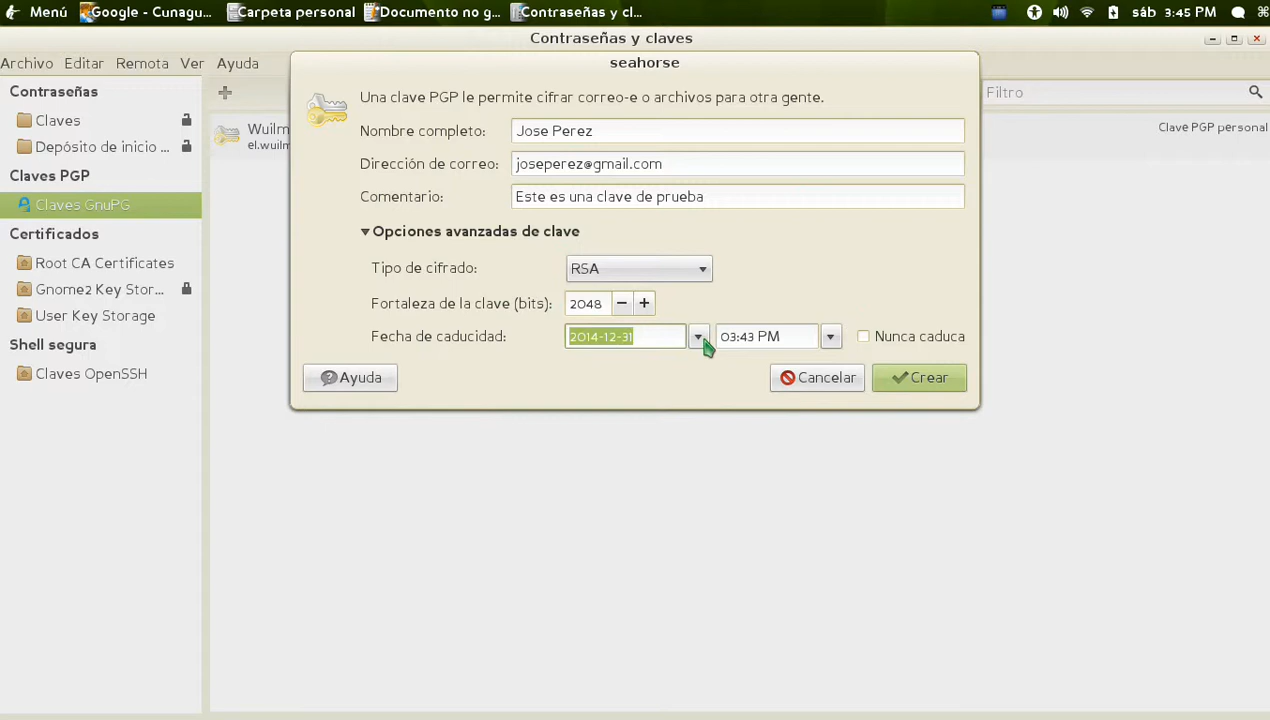 Menú
Google - Cunagu...
Carpeta personal
Documento no g...
Contraseñas y cl...
sáb 3:45 PM
Contraseñas y claves
Archivo Editar Remota Ver Ayuda
seahorse
Filtro
Contraseñas
Claves
Depósito de inicio ...
Claves PGP
Claves GnuPG
Certificados
Root CA Certificates
Gnome2 Key Stor...
User Key Storage
Shell segura
Claves OpenSSH
Wuilm
el.wuilm
Clave PGP personal
Una clave PGP le permite cifrar correo-e o archivos para otra gente.
Nombre completo: Jose Perez
Dirección de correo: joseperez@gmail.com
Comentario: Este es una clave de prueba
Opciones avanzadas de clave
Tipo de cifrado: RSA
Fortaleza de la clave (bits): 2048
Fecha de caducidad: 2014-12-31 03:43 PM Nunca caduca
Ayuda Cancelar Crear